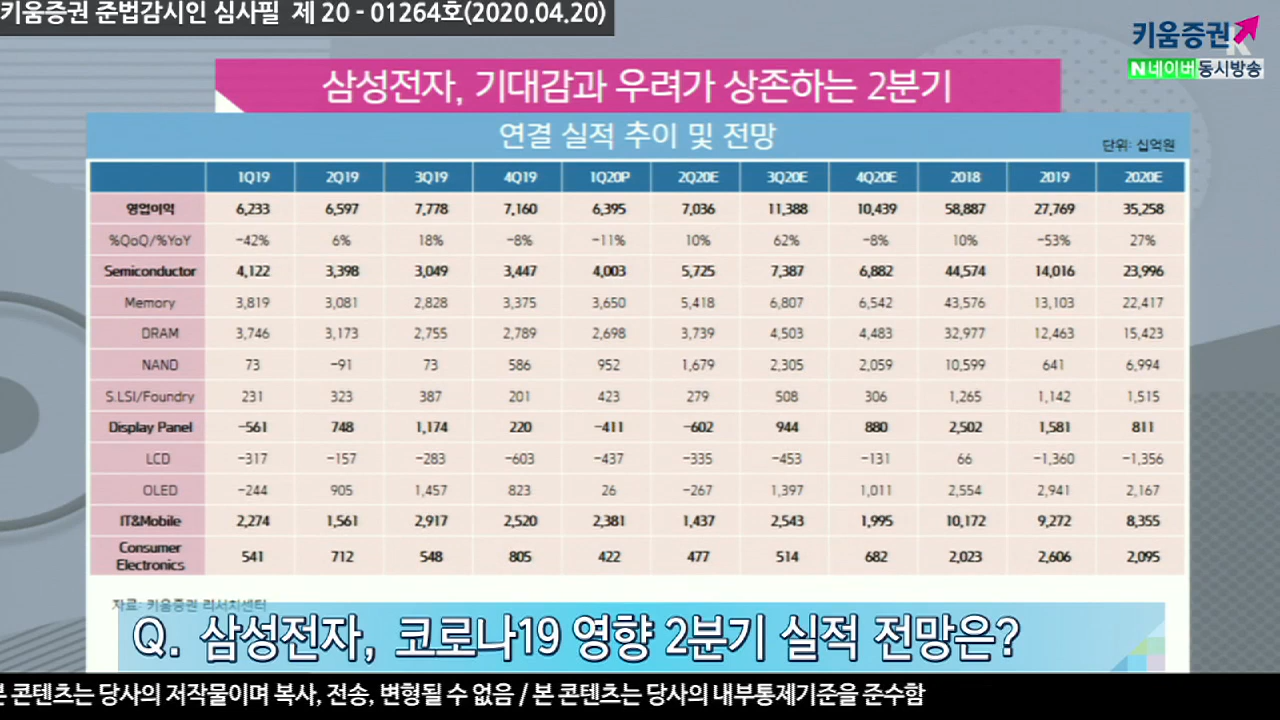 키움증권 준법감시인 심사필 제 20 - 01264호(2020.04.20)
키움증권
N 네이버 동시방송
삼성전자, 기대감과 우려가 상존하는 2분기
연결 실적 추이 및 전망
단위: 십억원
1Q19 2Q19 3Q19 4Q19 1Q20P 2Q20E 3Q20E 4Q20E 2018 2019 2020E
영업이익 6,233 6,597 7,778 7,160 6,395 7,036 11,388 10,439 58,887 27,769 35,258
%QoQ/%YoY -42% 6% 18% -8% -11% 10% 62% -8% 10% -53% 27%
Semiconductor 4,122 3,398 3,049 3,447 4,003 5,725 7,387 6,882 44,574 14,016 23,996
Memory 3,819 3,081 2,828 3,375 3,650 5,418 6,807 6,542 43,576 13,103 22,417
DRAM 3,746 3,173 2,755 2,789 2,698 3,739 4,503 4,483 32,977 12,463 15,423
NAND 73 -91 73 586 952 1,679 2,305 2,059 10,599 641 6,994
S.LSI/Foundry 231 323 387 201 423 279 508 306 1,265 1,142 1,515
Display Panel -561 748 1,174 220 -411 -602 944 880 2,502 1,581 811
LCD -317 -157 -283 -603 -437 -335 -453 -131 66 -1,360 -1,356
OLED -244 905 1,457 823 26 -267 1,397 1,011 2,554 2,941 2,167
IT&Mobile 2,274 1,561 2,917 2,520 2,381 1,437 2,543 1,995 10,172 9,272 8,355
Consumer
Electronics 541 712 548 805 422 477 514 682 2,023 2,606 2,095
자료: 키움증권 리서치센터
Q. 삼성전자, 코로나19 영향 2분기 실적 전망은?
본 콘텐츠는 당사의 저작물이며 복사, 전송, 변형될 수 없음 / 본 콘텐츠는 당사의 내부통제기준을 준수함